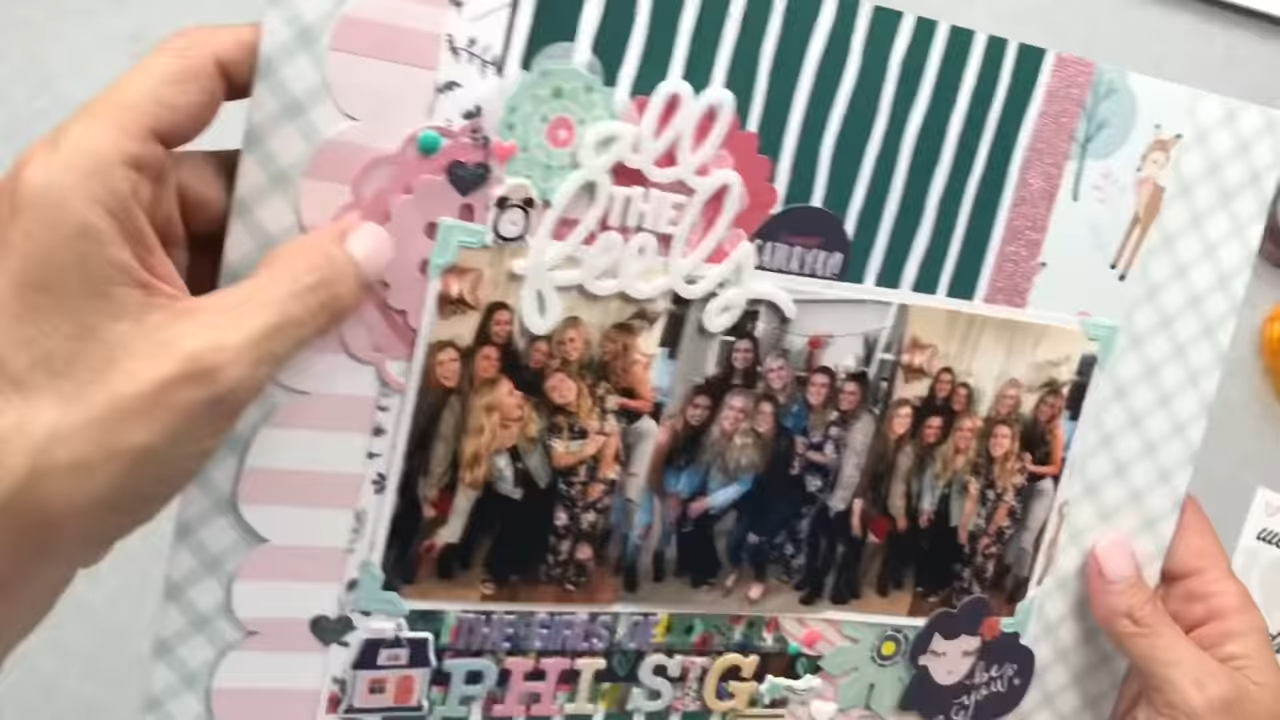 all
THE
feels
THE GIRLS OF
PHI SIG
be
you.